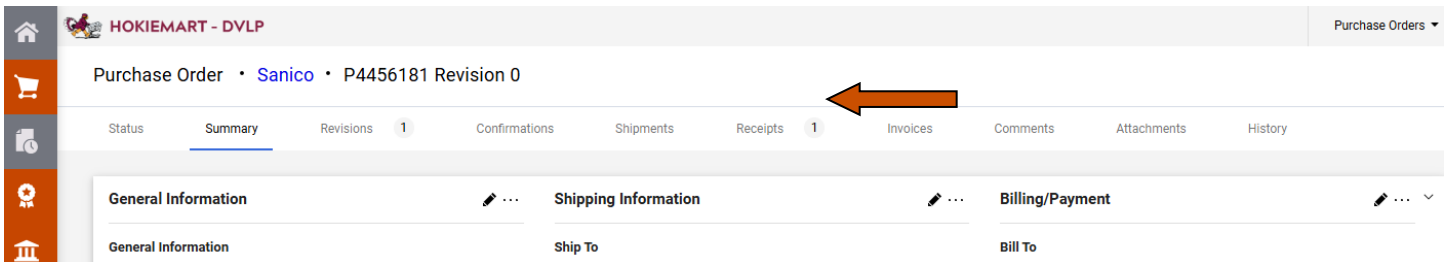 HOKIEMART - DVLP Purchase Orders
Purchase Order • Sanico • P4456181 Revision 0
Status Summary Revisions 1 Confirmations Shipments Receipts 1 Invoices Comments Attachments History
General Information ... Shipping Information ... Billing/Payment ...
General Information Ship To Bill To